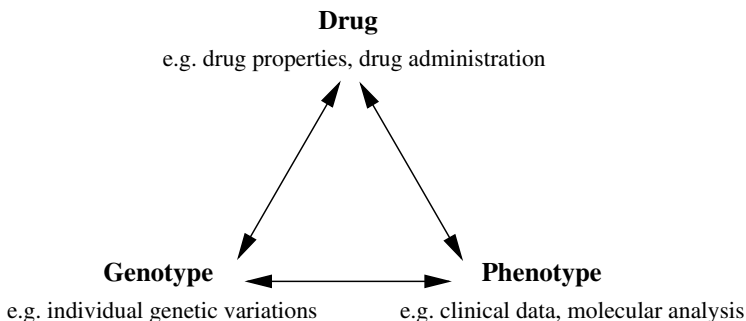 Drug
e.g. drug properties, drug administration
Genotype
e.g. individual genetic variations
Phenotype
e.g. clinical data, molecular analysis